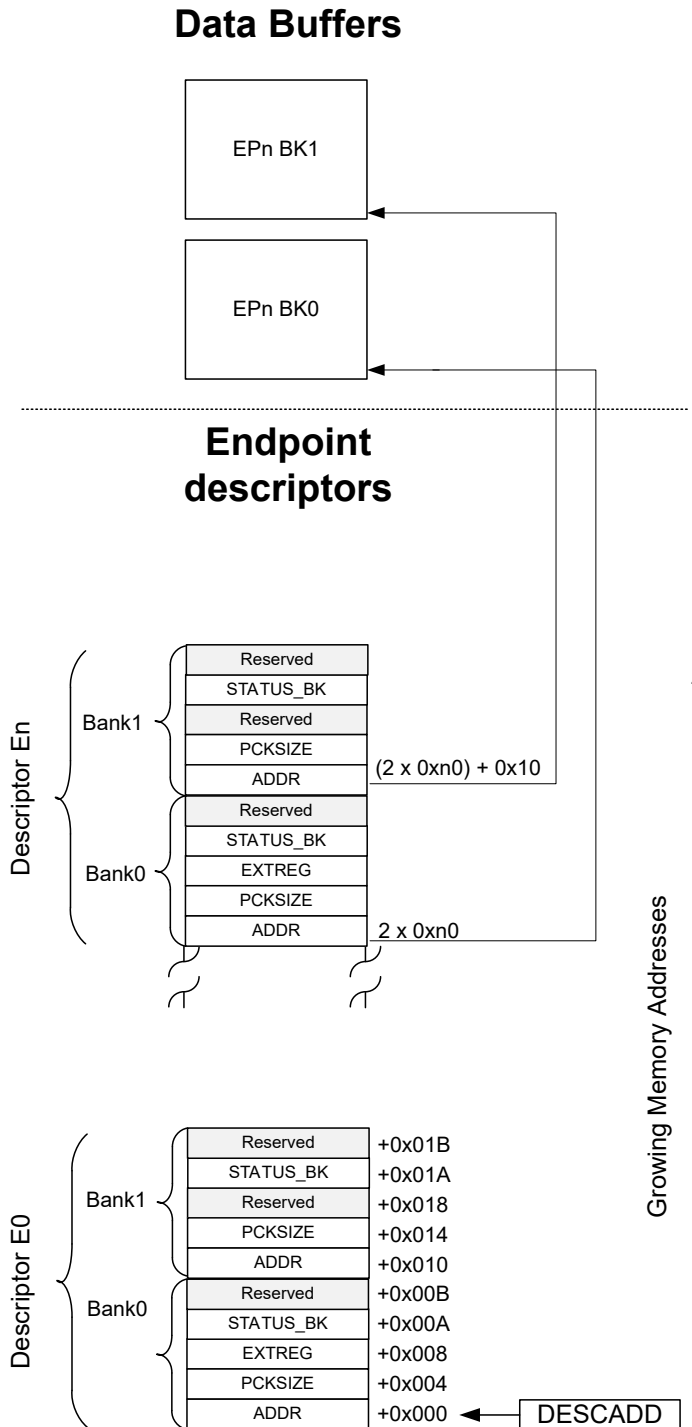 Data Buffers
EPn BK1
EPn BK0
Endpoint
descriptors
Descriptor En
Bank1
Reserved
STATUS_BK
Reserved
PCKSIZE
ADDR
(2 x 0xn0) + 0x10
Bank0
Reserved
STATUS_BK
EXTREG
PCKSIZE
ADDR
2 x 0xn0
Growing Memory Addresses
Descriptor E0
Bank1
Reserved +0x01B
STATUS_BK +0x01A
Reserved +0x018
PCKSIZE +0x014
ADDR +0x010
Bank0
Reserved +0x00B
STATUS_BK +0x00A
EXTREG +0x008
PCKSIZE +0x004
ADDR +0x000 DESCADD